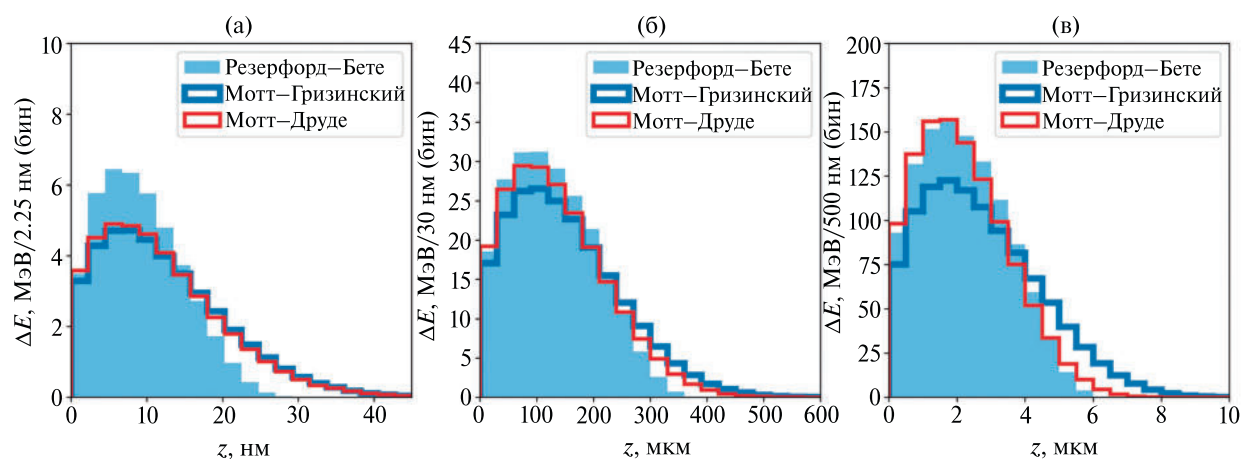 (а)
ΔE, МэВ/2.25 нм (бин)
10
8
6
4
2
0
Резерфорд–Бете
Мотт–Гризинский
Мотт–Друде
0 10 20 30 40
z, нм
(б)
ΔE, МэВ/30 нм (бин)
45
40
35
30
25
20
15
10
5
0
Резерфорд–Бете
Мотт–Гризинский
Мотт–Друде
0 100 200 300 400 500 600
z, мкм
(в)
ΔE, МэВ/500 нм (бин)
200
175
150
125
100
75
50
25
0
Резерфорд–Бете
Мотт–Гризинский
Мотт–Друде
0 2 4 6 8 10
z, мкм